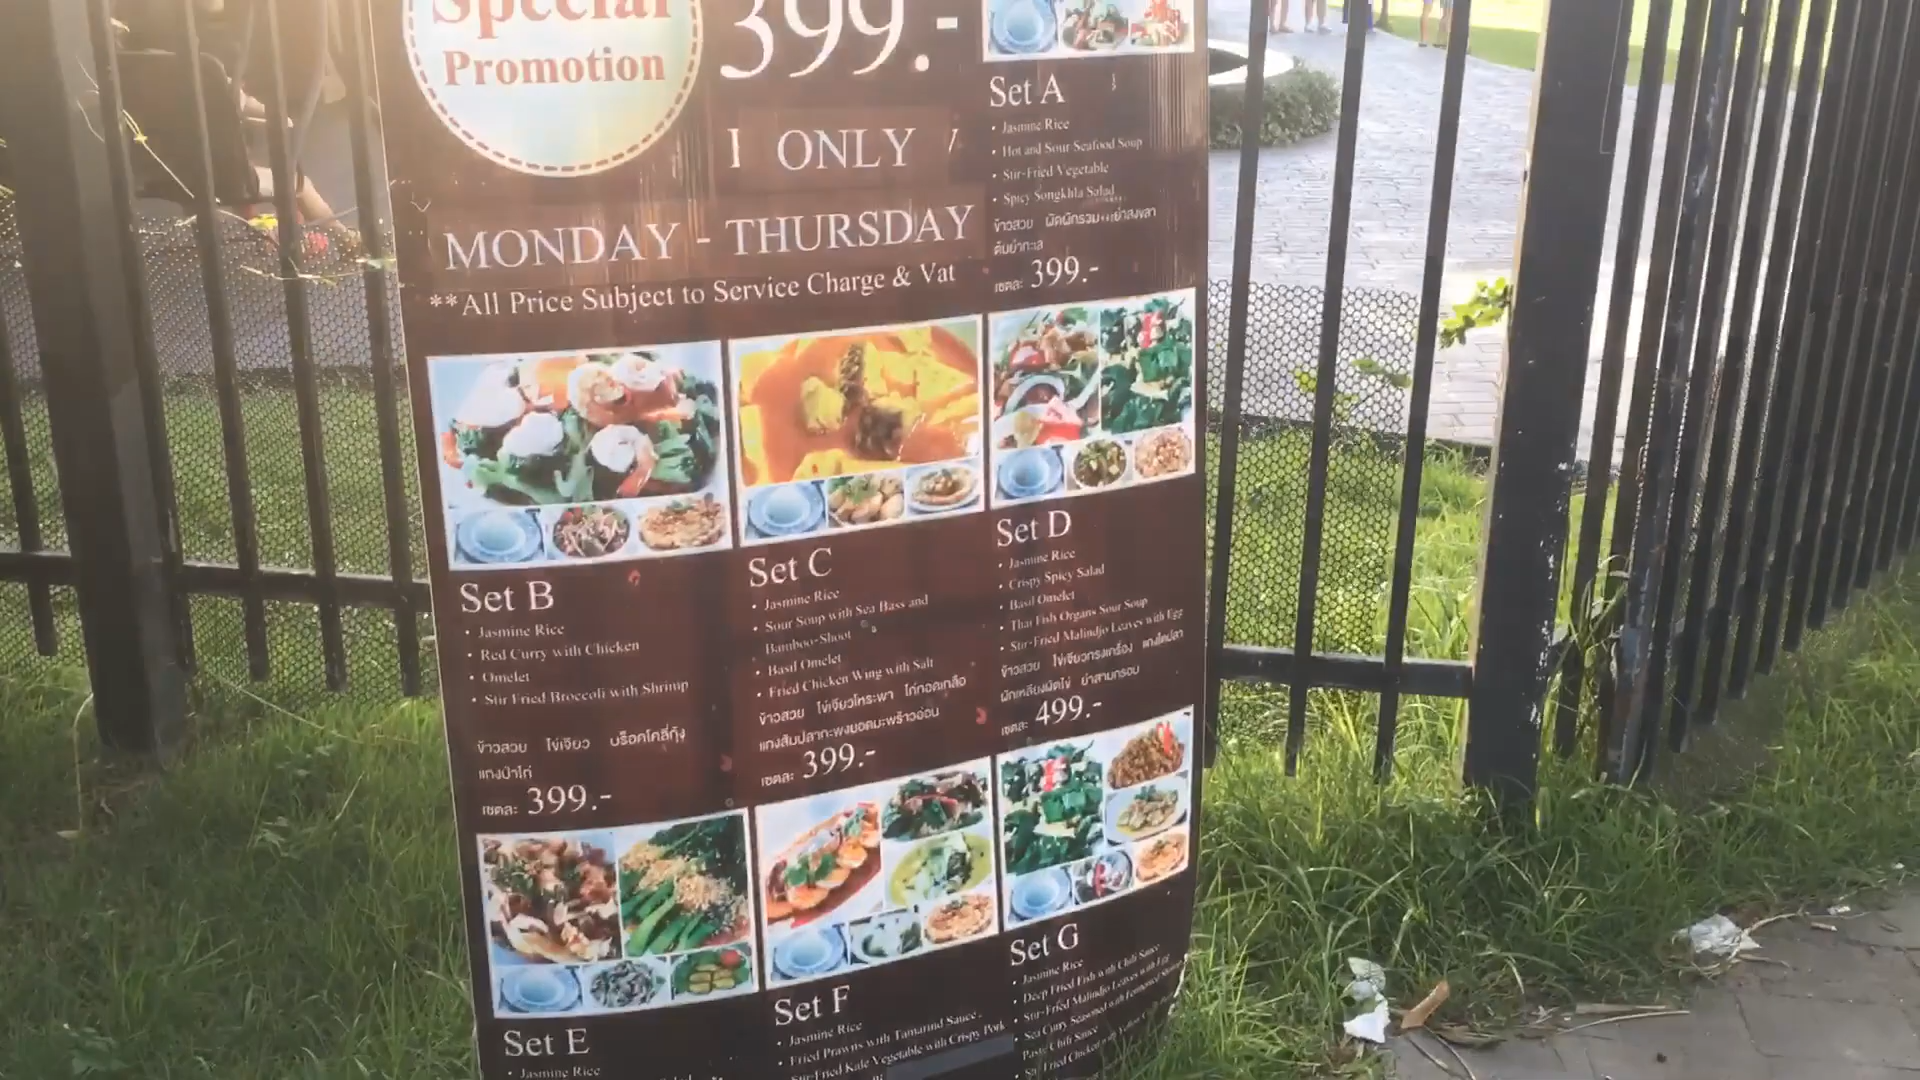 Special
Promotion
399.-
ONLY
MONDAY - THURSDAY
**All Price Subject to Service Charge & Vat
Set A
• Jasmine Rice
• Hot and Sour Seafood Soup
• Stir-Fried Vegetable
• Spicy Songkhla Salad
ข้าวสวย ผัดผักรวม ยำสงขลา
ต้มยำทะเล
เซตละ 399.-
Set B
• Jasmine Rice
• Red Curry with Chicken
• Omelet
• Stir Fried Broccoli with Shrimp
ข้าวสวย ไข่เจียว บร็อคโคลี่กุ้ง
แกงป่าไก่
เซตละ 399.-
Set C
• Jasmine Rice
• Sour Soup with Sea Bass and
Bamboo-Shoot
• Basil Omelet
• Fried Chicken Wing with Salt
ข้าวสวย ไข่เจียวโหระพา ไก่ทอดเกลือ
แกงส้มปลากะพงยอดมะพร้าวอ่อน
เซตละ 399.-
Set D
• Jasmine Rice
• Crispy Spicy Salad
• Basil Omelet
• Thai Fish Organs Sour Soup
• Stir-Fried Malindjo Leaves with Egg
ข้าวสวย ไข่เจียวทรงเครื่อง แกงไตปลา
ผักเหลียงผัดไข่ ยำสามกรอบ
เซตละ 499.-
Set E
• Jasmine Rice
Set F
• Jasmine Rice
• Fried Prawns with Tamarind Sauce
• Stir-Fried Kale Vegetable with Crispy Pork
Set G
• Jasmine Rice
• Deep Fried Fish with Chili Sauce
• Stir-Fried Malindjo Leaves with Egg
• Sea Curry Seasoned with Fermented
Paste Chili Sauce
• Fried Chicken with Yellow